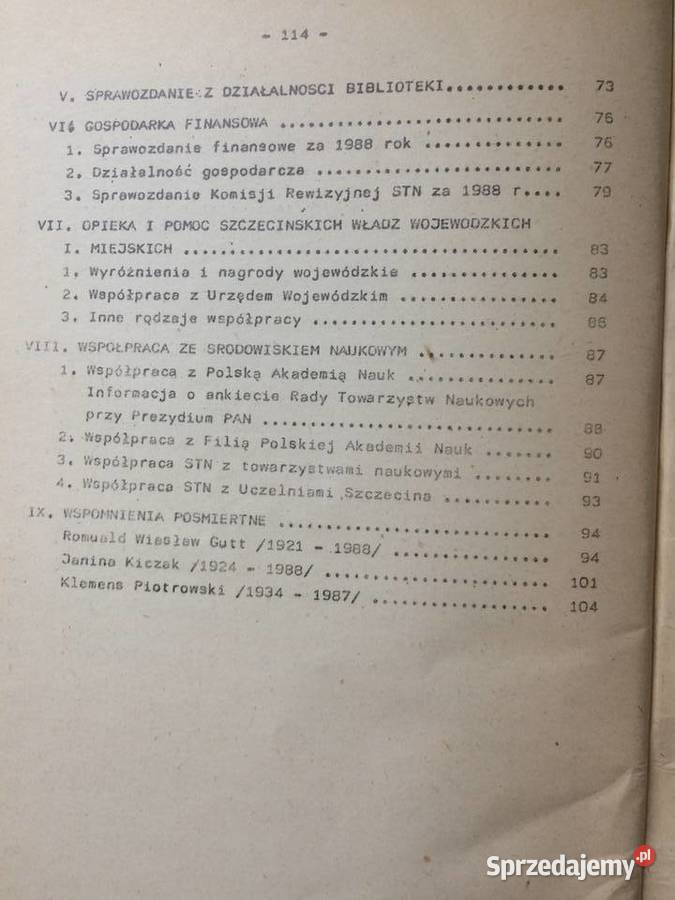 - 114 -
V. SPRAWOZDANIE Z DZIAŁALNOSCI BIBLIOTEKI............. 73
VI. GOSPODARKA FINANSOWA .............................. 76
1. Sprawozdanie finansowe za 1988 rok ............... 76
2. Działalność gospodarcza .......................... 77
3. Sprawozdanie Komisji Rewizyjnej STN za 1988 r.... 79
VII. OPIEKA I POMOC SZCZECINSKICH WŁADZ WOJEWODZKICH
I. MIEJSKICH ........................................ 83
1. Wyróżnienia i nagrody wojewódzkie ................ 83
2. Współpraca z Urzędem Wojewódzkim ................. 84
3. Inne rodzaje współpracy .......................... 86
VIII. WSPOŁPRACA ZE SRODOWISKIEM NAUKOWYM ............... 87
1. Współpraca z Polską Akademią Nauk ................ 87
Informacja o ankiecie Rady Towarzystw Naukowych
przy Prezydium PAN ............................... 88
2. Współpraca z Filią Polskiej Akademii Nauk ........ 90
3. Współpraca STN z towarzystwami naukowymi ......... 91
4. Współpraca STN z Uczelniami Szczecina ............ 93
IX. WSPOMNIENIA POSMIERTNE ............................. 94
Romuald Wiesław Gutt /1921 - 1988/ .................. 94
Janina Kiczak /1924 - 1988/ ......................... 101
Klemens Piotrowski /1934 - 1987/ .................... 104
Sprzedajemy.pl